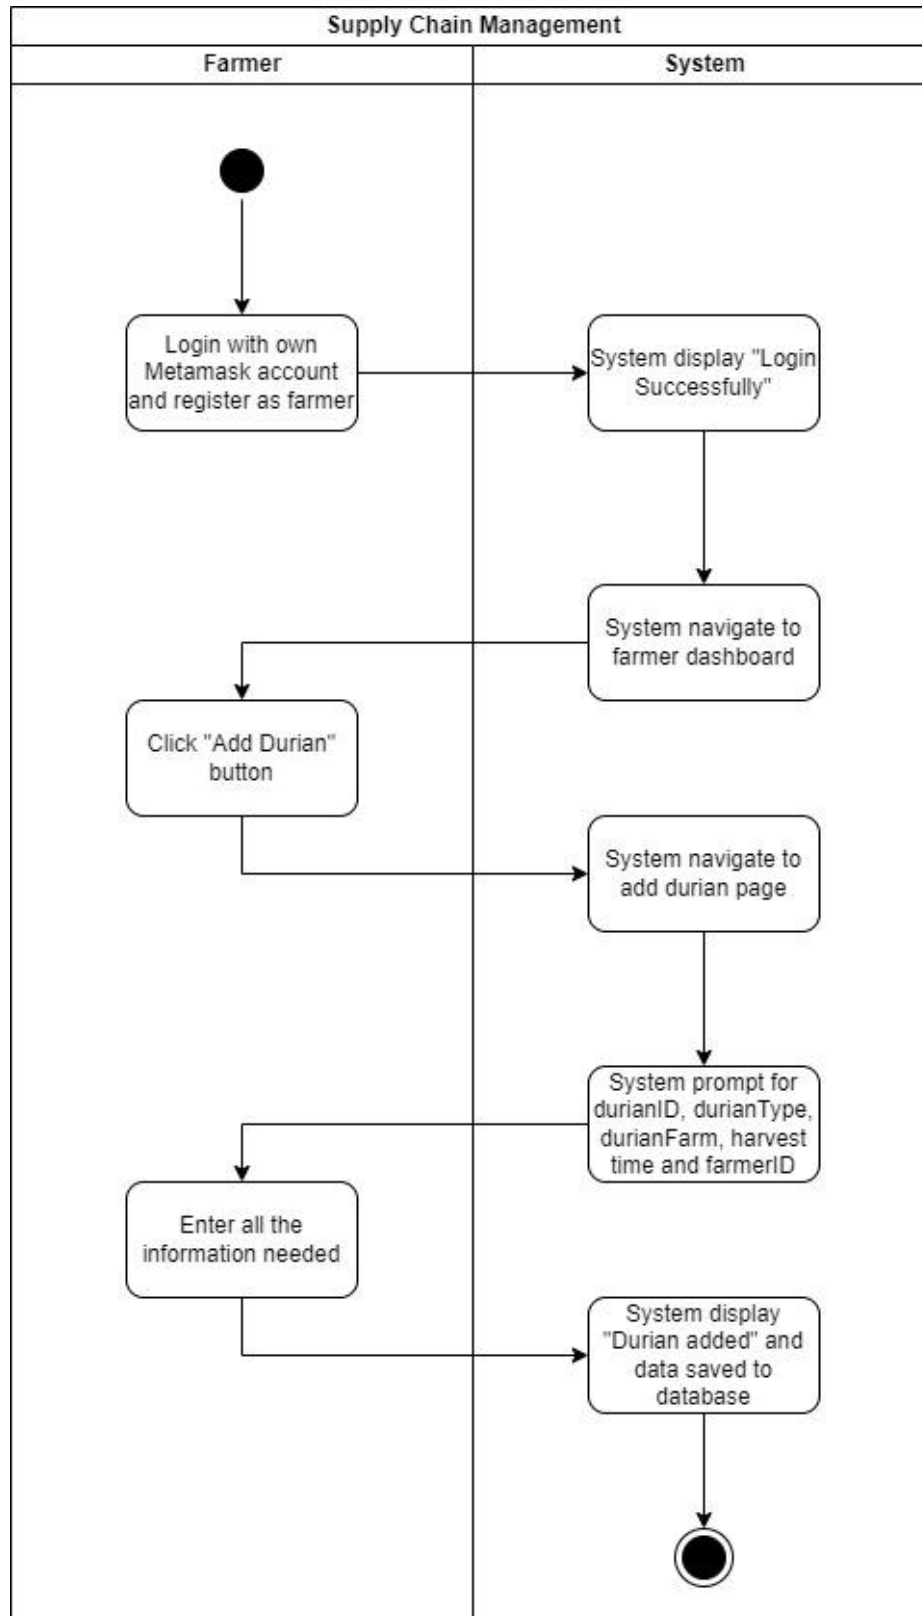 Supply Chain Management
Farmer
System
Login with own
Metamask account
and register as farmer
System display "Login
Successfully"
System navigate to
farmer dashboard
Click "Add Durian"
button
System navigate to
add durian page
System prompt for
durianID, durianType,
durianFarm, harvest
time and farmerID
Enter all the
information needed
System display
"Durian added" and
data saved to
database